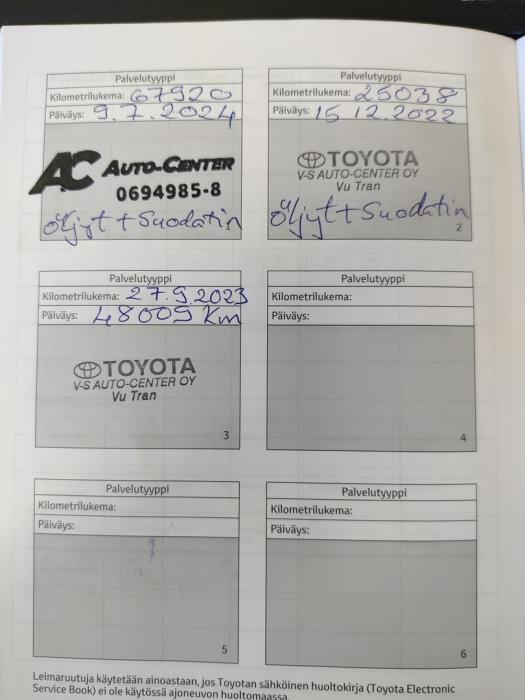 Palvelutyyppi
Kilometrilukema: 67920
Päiväys: 9.7.2024
AC AUTO-CENTER
0694985-8
Öljyt + Suodatin
Palvelutyyppi
Kilometrilukema: 25038
Päiväys: 15.12.2022
TOYOTA
V-S AUTO-CENTER OY
Vu Tran
Öljyt + Suodatin
2
Palvelutyyppi
Kilometrilukema: 27.9.2023
Päiväys: 48009 Km
TOYOTA
V-S AUTO-CENTER OY
Vu Tran
3
Palvelutyyppi
Kilometrilukema:
Päiväys:
4
Palvelutyyppi
Kilometrilukema:
Päiväys:
5
Palvelutyyppi
Kilometrilukema:
Päiväys:
6
Leimaruutuja käytetään ainoastaan, jos Toyotan sähköinen huoltokirja (Toyota Electronic
Service Book) ei ole käytössä ajoneuvon huoltomaassa.